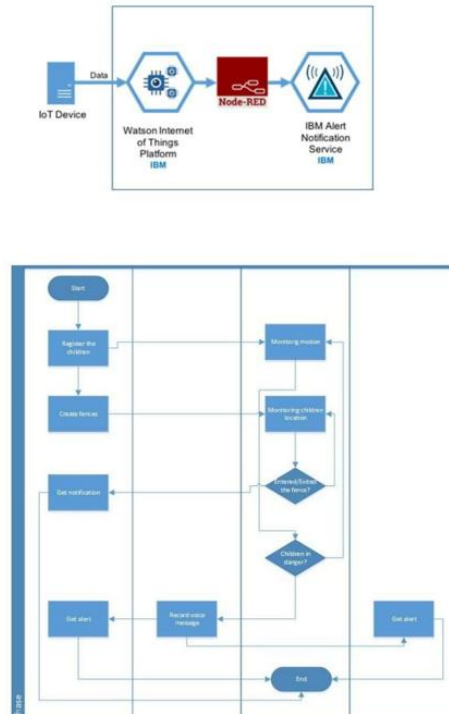 Data
IoT Device
Watson Internet
of Things
Platform
IBM
Node-RED
IBM Alert
Notification
Service
IBM
Start
Register the
children
Monitoring motion
Create fences
Monitoring children
location
Entered/Exited
the fence?
Get notification
Children in
danger?
Get alert
Record voice
message
Get alert
End
hase